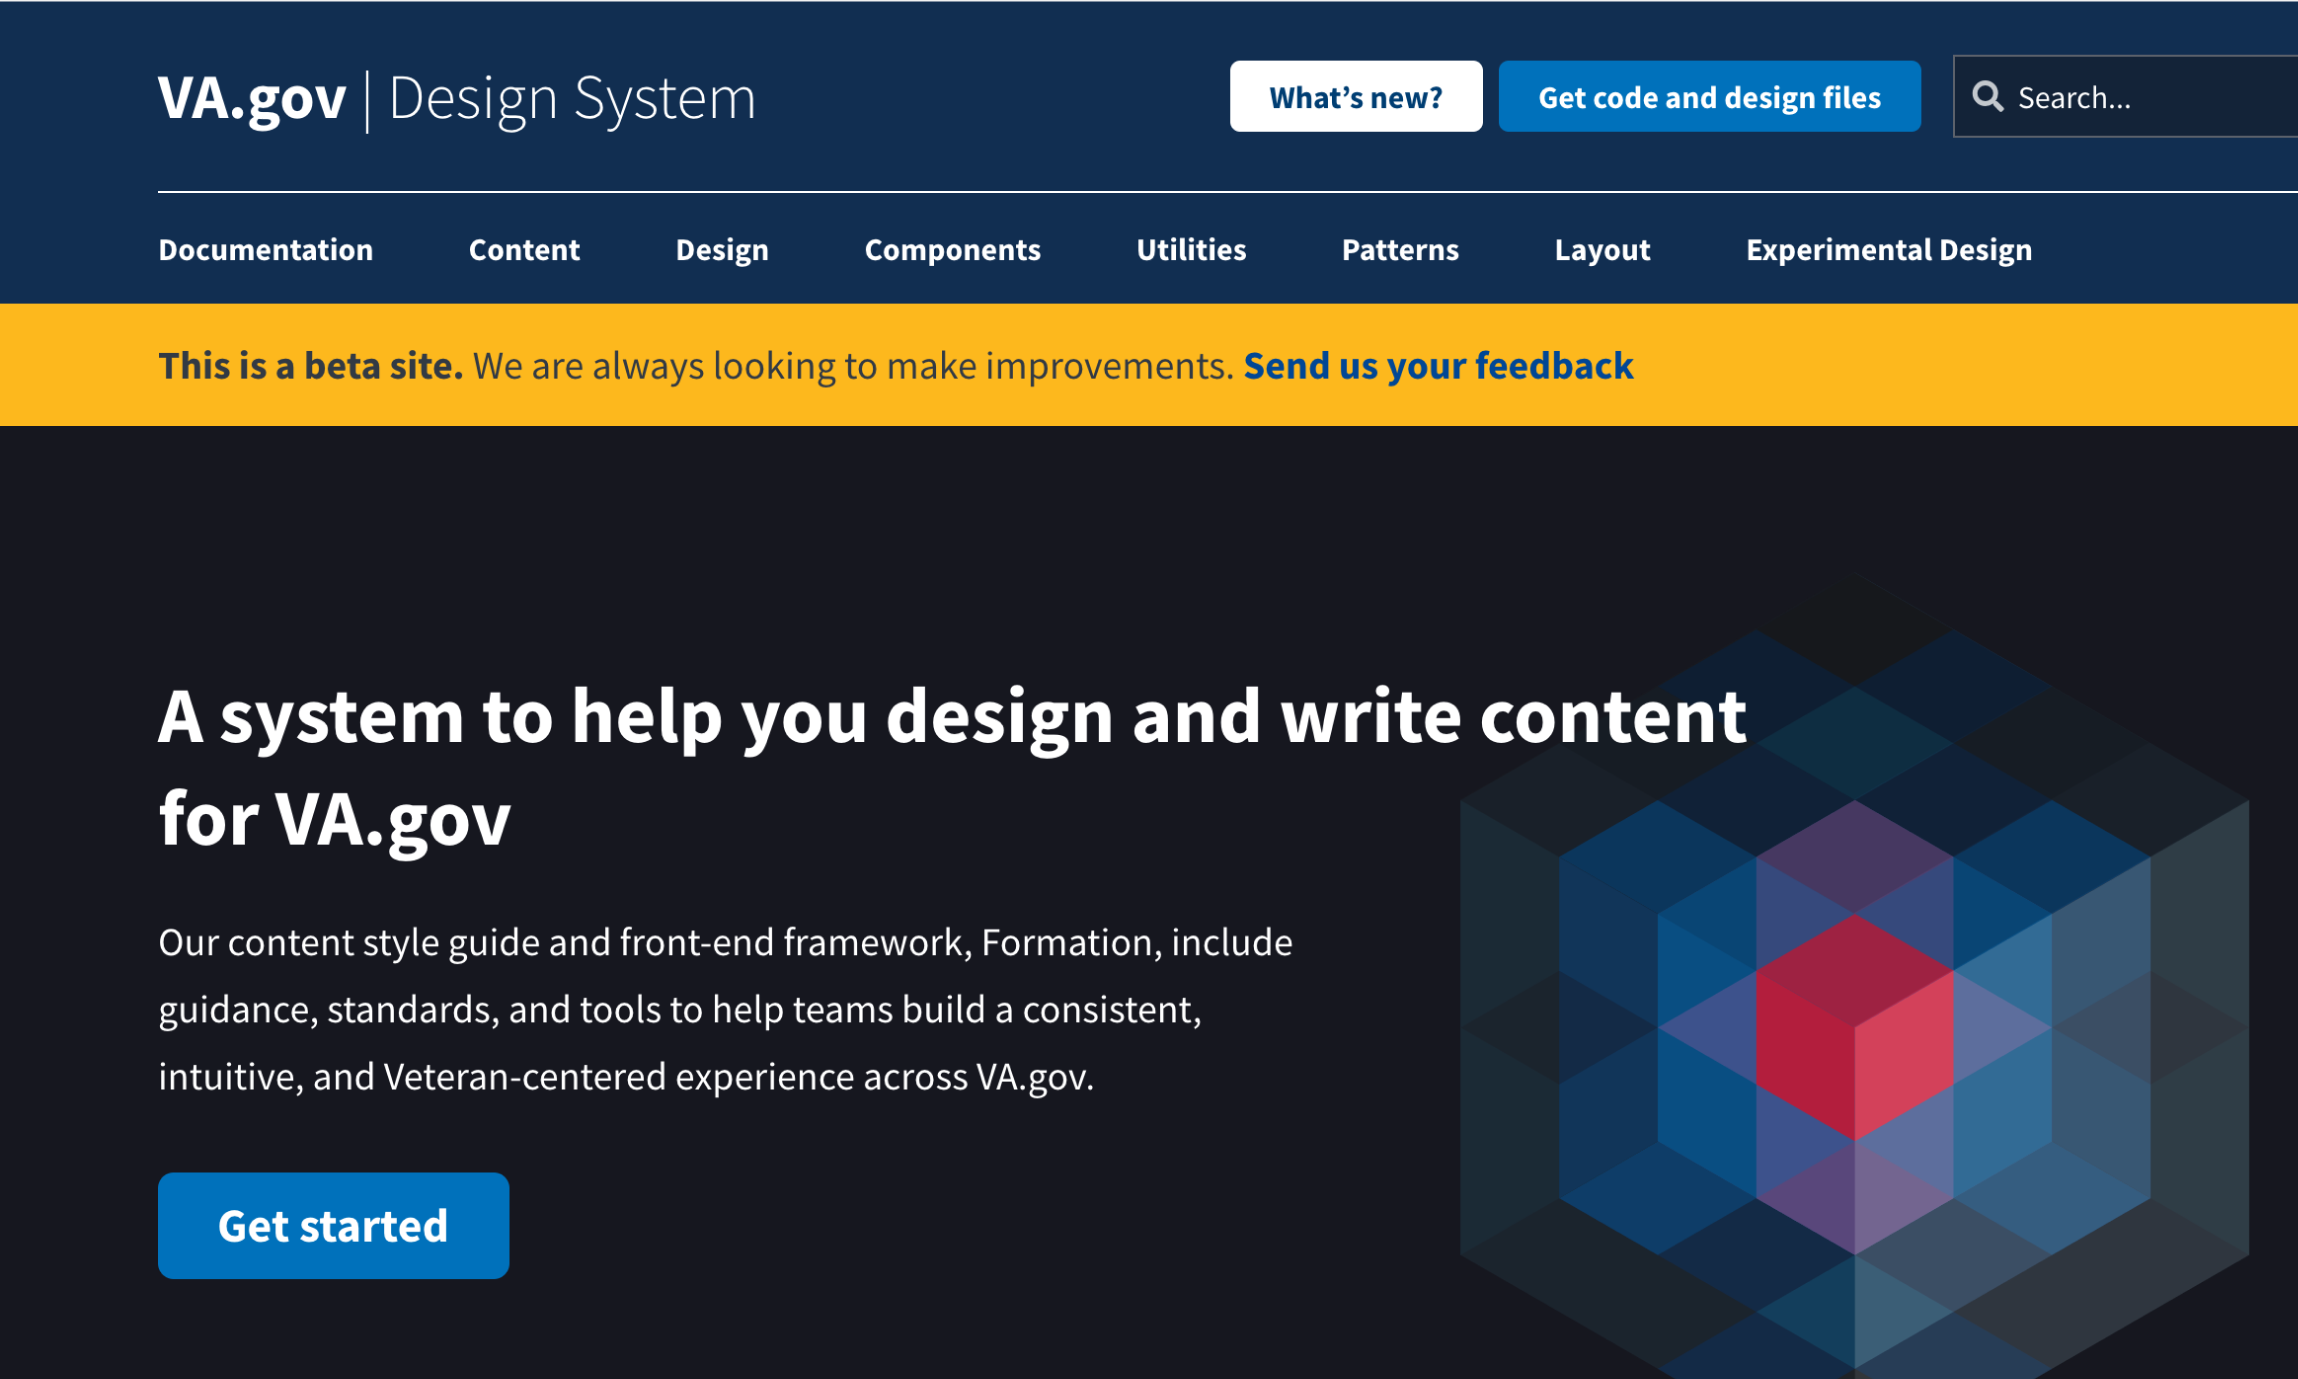 VA.gov | Design System
What’s new?
Get code and design files
Search...
Documentation
Content
Design
Components
Utilities
Patterns
Layout
Experimental Design
This is a beta site. We are always looking to make improvements. Send us your feedback
A system to help you design and write content
for VA.gov
Our content style guide and front-end framework, Formation, include
guidance, standards, and tools to help teams build a consistent,
intuitive, and Veteran-centered experience across VA.gov.
Get started